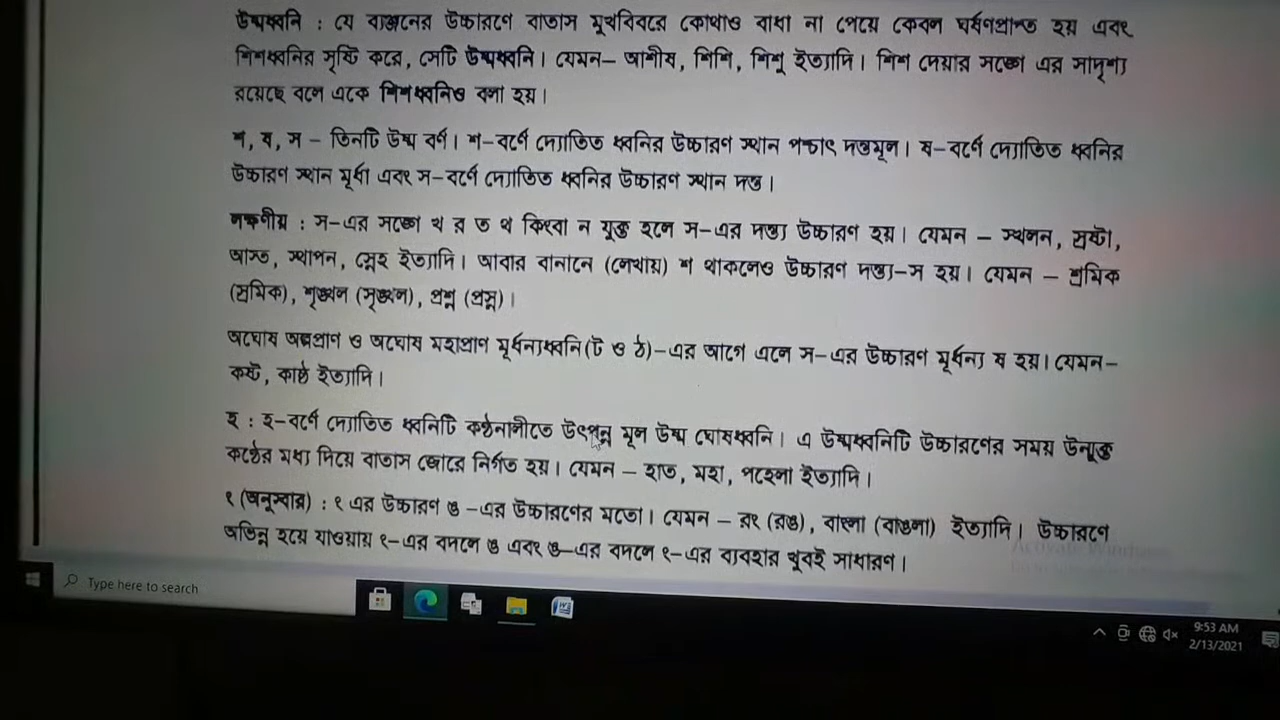 উষ্মধ্বনি : যে ব্যঞ্জনের উচ্চারণে বাতাস মুখবিবরে কোথাও বাধা না পেয়ে কেবল ঘর্ষণপ্রাপ্ত হয় এবং
শিশধ্বনির সৃষ্টি করে, সেটি উষ্মধ্বনি। যেমন– আশীষ, শিশি, শিশু ইত্যাদি। শিশ দেয়ার সঙ্গে এর সাদৃশ্য
রয়েছে বলে একে শিশধ্বনিও বলা হয়।
শ, ষ, স – তিনটি উষ্ম বর্ণ। শ–বর্ণে দ্যোতিত ধ্বনির উচ্চারণ স্থান পশ্চাৎ দন্তমূল। ষ–বর্ণে দ্যোতিত ধ্বনির
উচ্চারণ স্থান মূর্ধা এবং স–বর্ণে দ্যোতিত ধ্বনির উচ্চারণ স্থান দন্ত।
লক্ষণীয় : স–এর সঙ্গে খ র ত থ কিংবা ন যুক্ত হলে স–এর দন্ত্য উচ্চারণ হয়। যেমন – স্খলন, স্রষ্টা,
আস্ত, স্থাপন, স্নেহ ইত্যাদি। আবার বানানে (লেখায়) শ থাকলেও উচ্চারণ দন্ত্য–স হয়। যেমন – শ্রমিক
(স্রমিক), শৃঙ্খল (সৃঙ্খল), প্রশ্ন (প্রস্ন)।
অঘোষ অল্পপ্রাণ ও অঘোষ মহাপ্রাণ মূর্ধন্যধ্বনি(ট ও ঠ)–এর আগে এলে স–এর উচ্চারণ মূর্ধন্য ষ হয়। যেমন–
কষ্ট, কাষ্ঠ ইত্যাদি।
হ : হ–বর্ণে দ্যোতিত ধ্বনিটি কণ্ঠনালীতে উৎপন্ন মূল উষ্ম ঘোষধ্বনি। এ উষ্মধ্বনিটি উচ্চারণের সময় উন্মুক্ত
কণ্ঠের মধ্য দিয়ে বাতাস জোরে নির্গত হয়। যেমন – হাত, মহা, পহেলা ইত্যাদি।
ং (অনুস্বার) : ং এর উচ্চারণ ঙ –এর উচ্চারণের মতো। যেমন – রং (রঙ), বাংলা (বাঙলা) ইত্যাদি। উচ্চারণে
অভিন্ন হয়ে যাওয়ায় ং–এর বদলে ঙ এবং ঙ–এর বদলে ং–এর ব্যবহার খুবই সাধারণ।
Activate Windows
Type here to search
9:53 AM
2/13/2021